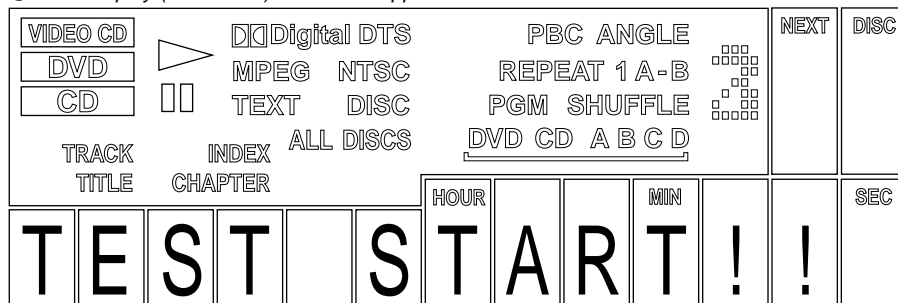 VIDEO CD
DVD
CD
Digital DTS
MPEG NTSC
TEXT DISC
ALL DISCS
PBC ANGLE
REPEAT 1 A-B
PGM SHUFFLE
DVD CD A B C D
NEXT
DISC
TRACK INDEX
TITLE CHAPTER
HOUR MIN SEC
TEST START!!